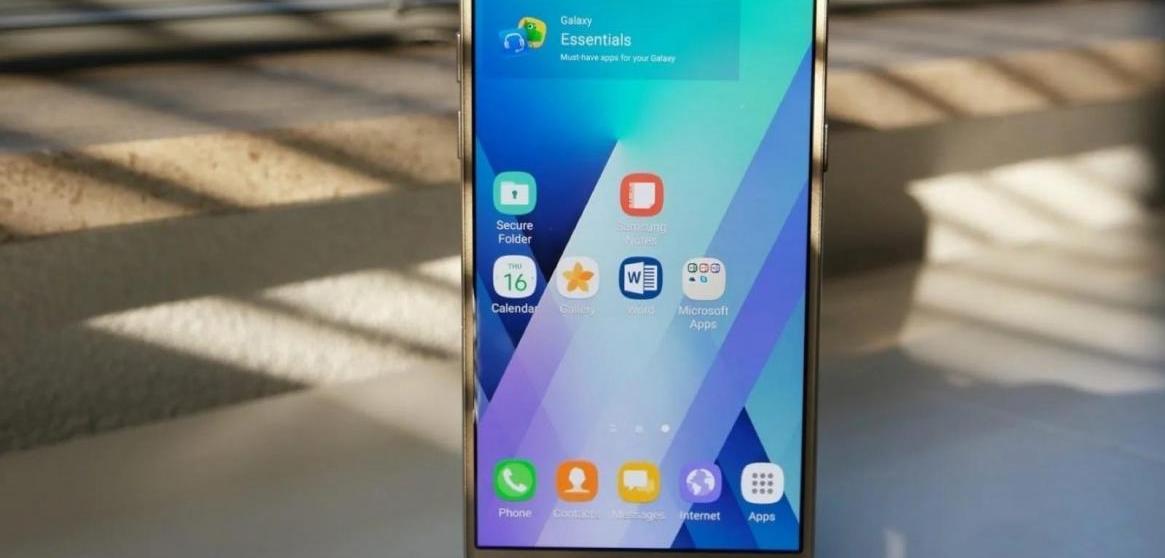 Galaxy
Essentials
Must-have apps for your Galaxy
Secure
Folder
Samsung
Notes
THU
16
Calendar
Gallery
W
Word
Microsoft
Apps
Phone
Contacts
Messages
Internet
Apps